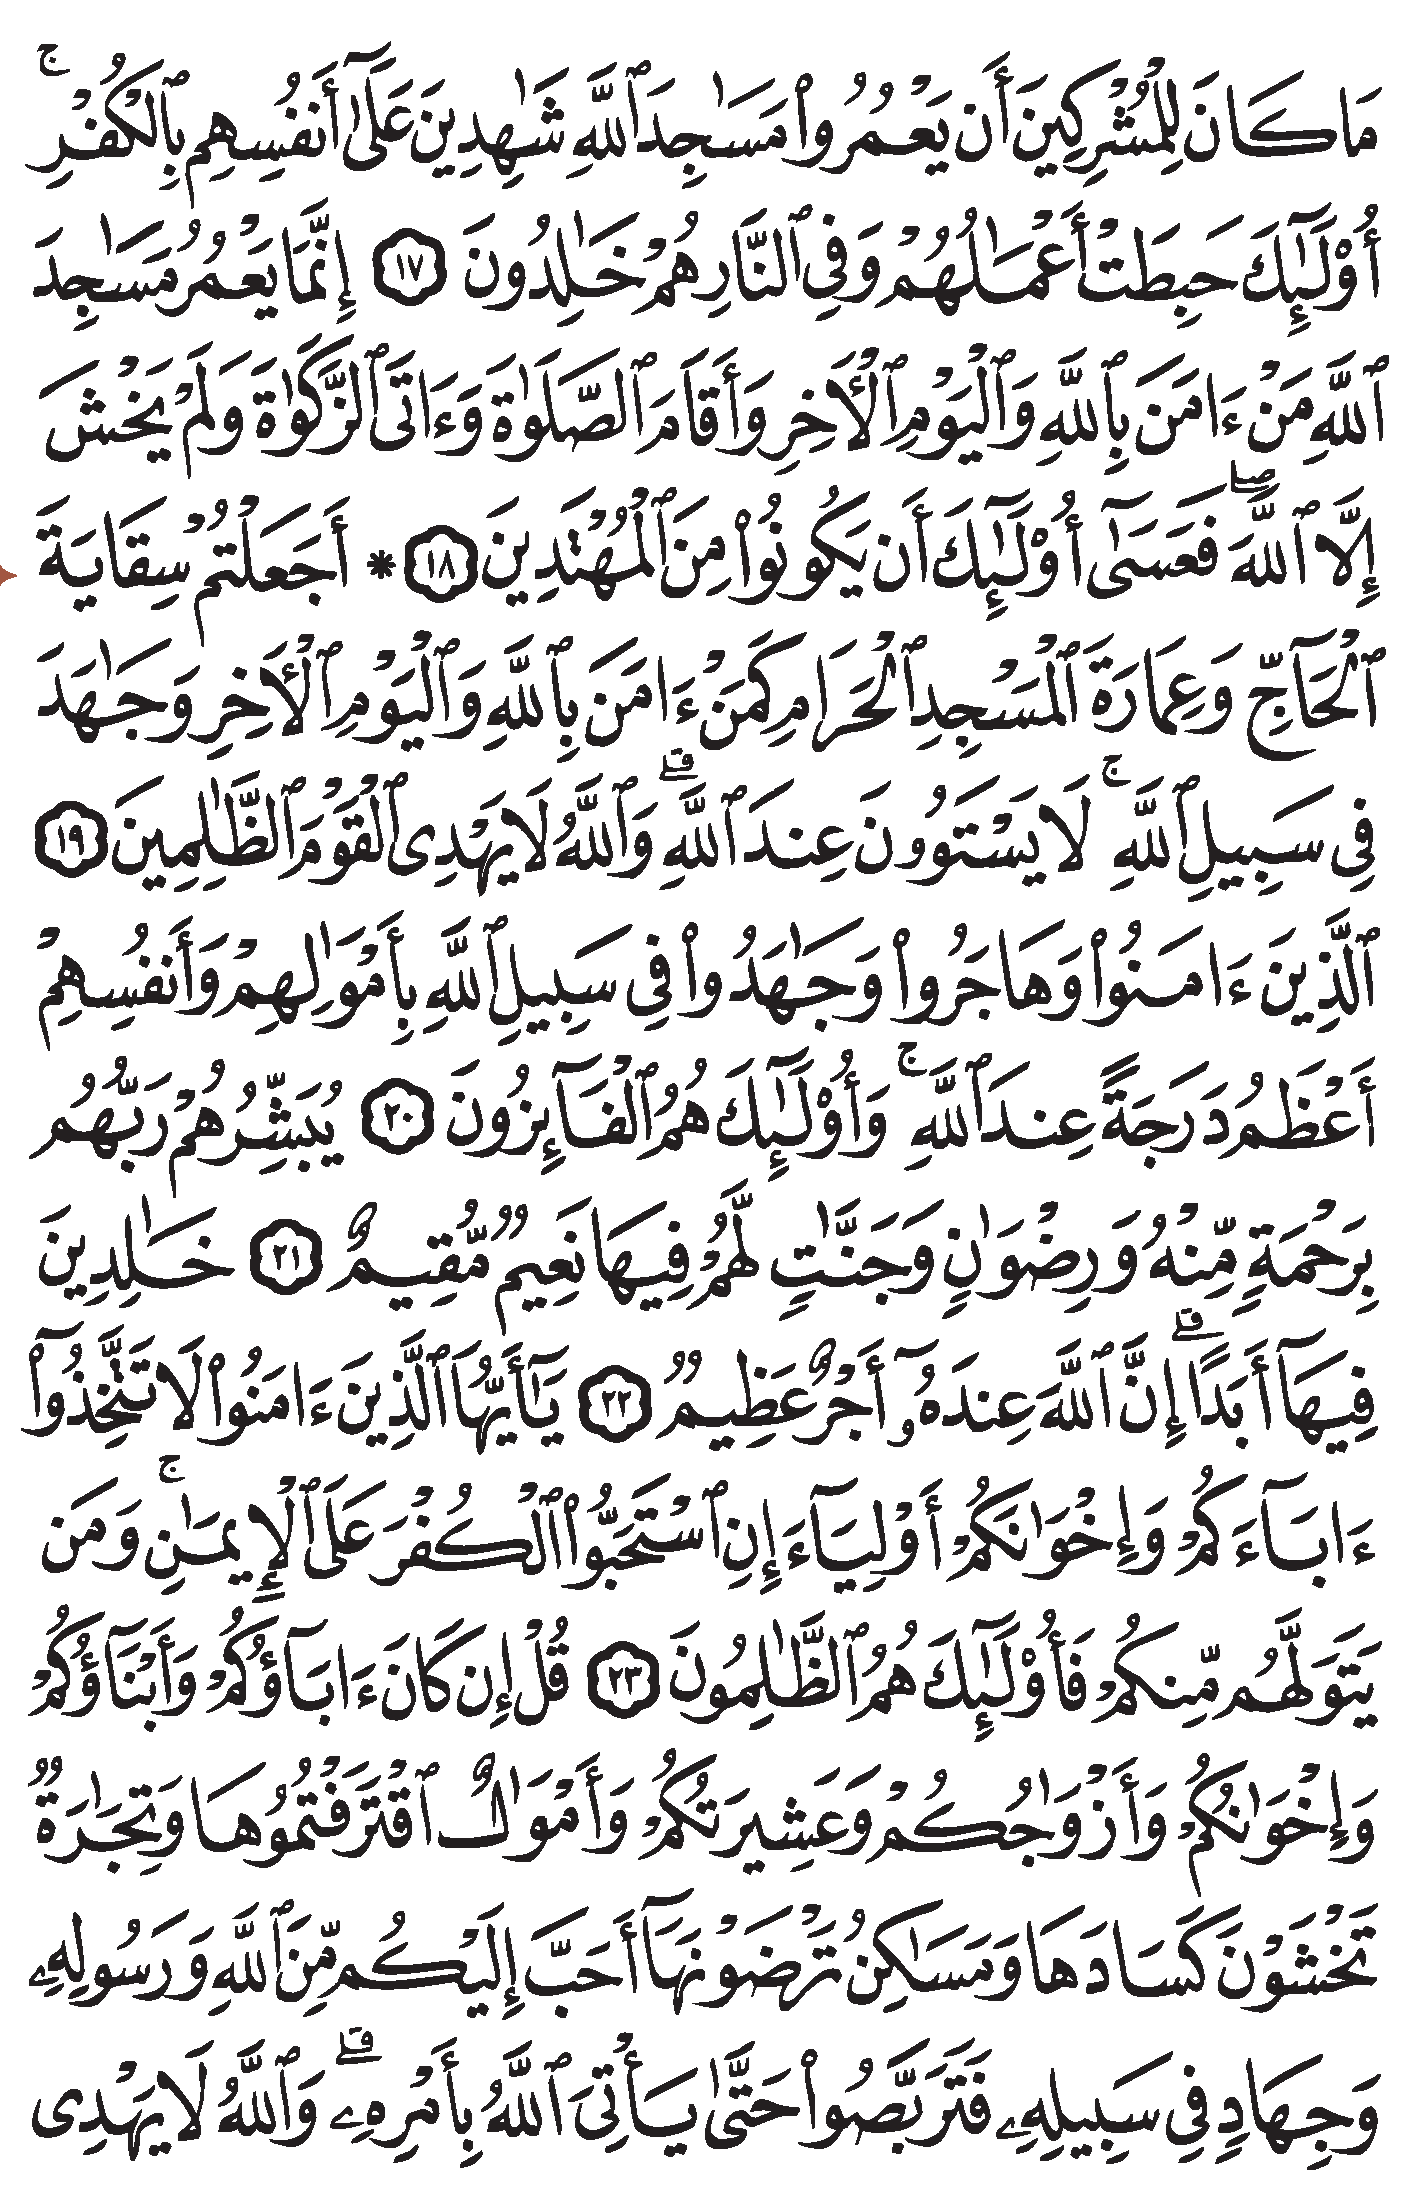 مَا كَانَ لِلْمُشْرِكِينَ أَن يَعْمُرُوا۟ مَسَـٰجِدَ ٱللَّهِ شَـٰهِدِينَ عَلَىٰٓ أَنفُسِهِم بِٱلْكُفْرِ ۚ
أُو۟لَـٰٓئِكَ حَبِطَتْ أَعْمَـٰلُهُمْ وَفِى ٱلنَّارِ هُمْ خَـٰلِدُونَ ١٧ إِنَّمَا يَعْمُرُ مَسَـٰجِدَ
ٱللَّهِ مَنْ ءَامَنَ بِٱللَّهِ وَٱلْيَوْمِ ٱلْـَٔاخِرِ وَأَقَامَ ٱلصَّلَوٰةَ وَءَاتَى ٱلزَّكَوٰةَ وَلَمْ يَخْشَ
إِلَّا ٱللَّهَ ۖ فَعَسَىٰٓ أُو۟لَـٰٓئِكَ أَن يَكُونُوا۟ مِنَ ٱلْمُهْتَدِينَ ١٨ * أَجَعَلْتُمْ سِقَايَةَ
ٱلْحَآجِّ وَعِمَارَةَ ٱلْمَسْجِدِ ٱلْحَرَامِ كَمَنْ ءَامَنَ بِٱللَّهِ وَٱلْيَوْمِ ٱلْـَٔاخِرِ وَجَـٰهَدَ
فِى سَبِيلِ ٱللَّهِ ۚ لَا يَسْتَوُۥنَ عِندَ ٱللَّهِ ۗ وَٱللَّهُ لَا يَهْدِى ٱلْقَوْمَ ٱلظَّـٰلِمِينَ ١٩
ٱلَّذِينَ ءَامَنُوا۟ وَهَاجَرُوا۟ وَجَـٰهَدُوا۟ فِى سَبِيلِ ٱللَّهِ بِأَمْوَٰلِهِمْ وَأَنفُسِهِمْ
أَعْظَمُ دَرَجَةً عِندَ ٱللَّهِ ۚ وَأُو۟لَـٰٓئِكَ هُمُ ٱلْفَآئِزُونَ ٢٠ يُبَشِّرُهُمْ رَبُّهُم
بِرَحْمَةٍ مِّنْهُ وَرِضْوَٰنٍ وَجَنَّـٰتٍ لَّهُمْ فِيهَا نَعِيمٌ مُّقِيمٌ ٢١ خَـٰلِدِينَ
فِيهَآ أَبَدًا ۗ إِنَّ ٱللَّهَ عِندَهُۥٓ أَجْرٌ عَظِيمٌ ٢٢ يَـٰٓأَيُّهَا ٱلَّذِينَ ءَامَنُوا۟ لَا تَتَّخِذُوٓا۟
ءَابَآءَكُمْ وَإِخْوَٰنَكُمْ أَوْلِيَآءَ إِنِ ٱسْتَحَبُّوا۟ ٱلْكُفْرَ عَلَى ٱلْإِيمَـٰنِ ۚ وَمَن
يَتَوَلَّهُم مِّنكُمْ فَأُو۟لَـٰٓئِكَ هُمُ ٱلظَّـٰلِمُونَ ٢٣ قُلْ إِن كَانَ ءَابَآؤُكُمْ وَأَبْنَآؤُكُمْ
وَإِخْوَٰنُكُمْ وَأَزْوَٰجُكُمْ وَعَشِيرَتُكُمْ وَأَمْوَٰلٌ ٱقْتَرَفْتُمُوهَا وَتِجَـٰرَةٌ
تَخْشَوْنَ كَسَادَهَا وَمَسَـٰكِنُ تَرْضَوْنَهَآ أَحَبَّ إِلَيْكُم مِّنَ ٱللَّهِ وَرَسُولِهِۦ
وَجِهَادٍ فِى سَبِيلِهِۦ فَتَرَبَّصُوا۟ حَتَّىٰ يَأْتِىَ ٱللَّهُ بِأَمْرِهِۦ ۗ وَٱللَّهُ لَا يَهْدِى